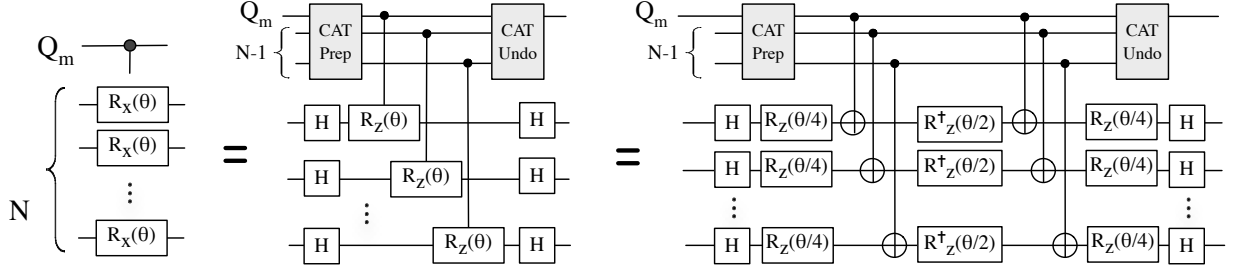 Q_m
R_x(θ)
R_x(θ)
⋮
R_x(θ)
N
=
Q_m
N-1
CAT Prep
CAT Undo
H R_z(θ) H
H R_z(θ) H
⋮
H R_z(θ) H
=
Q_m
N-1
CAT Prep
CAT Undo
H R_z(θ/4) R†_z(θ/2) R_z(θ/4) H
H R_z(θ/4) R†_z(θ/2) R_z(θ/4) H
⋮ ⋮
H R_z(θ/4) R†_z(θ/2) R_z(θ/4) H